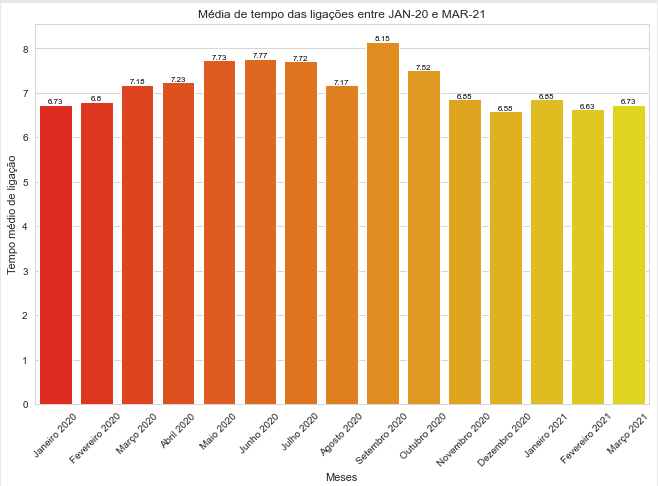 Média de tempo das ligações entre JAN-20 e MAR-21
Tempo médio de ligação
8
7
6
5
4
3
2
1
0
6.73
6.8
7.18
7.23
7.73
7.77
7.72
7.17
8.15
7.52
6.85
6.58
6.85
6.63
6.73
Janeiro 2020
Fevereiro 2020
Março 2020
Abril 2020
Maio 2020
Junho 2020
Julho 2020
Agosto 2020
Setembro 2020
Outubro 2020
Novembro 2020
Dezembro 2020
Janeiro 2021
Fevereiro 2021
Março 2021
Meses